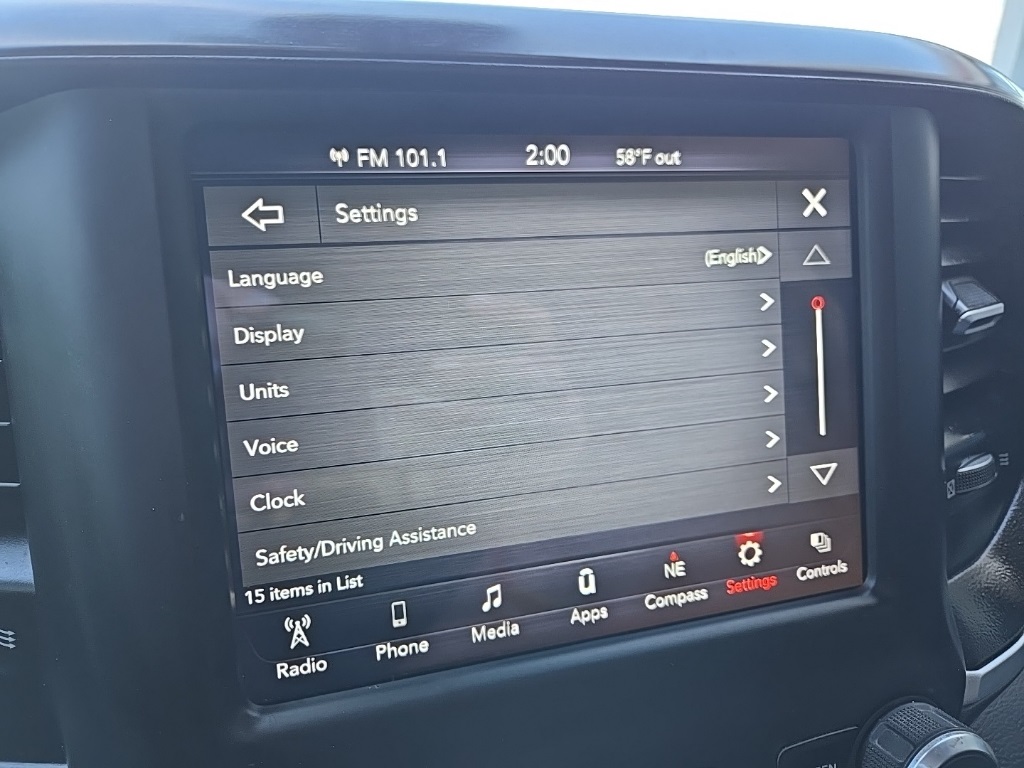 FM 101.1 2:00 58°F out
Settings
Language (English)
Display
Units
Voice
Clock
Safety/Driving Assistance
15 items in List
Radio Phone Media Apps NE Compass Settings Controls